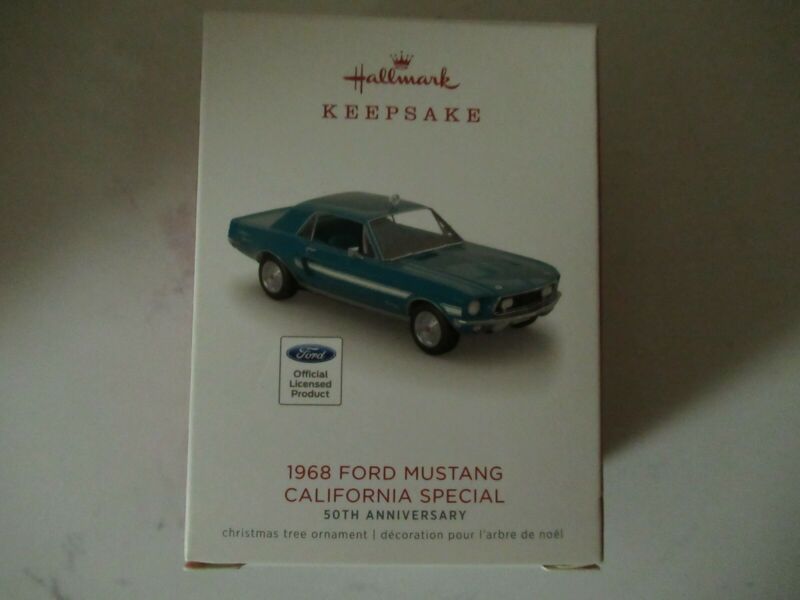 Hallmark
KEEPSAKE
Ford
Official
Licensed
Product
1968 FORD MUSTANG
CALIFORNIA SPECIAL
50TH ANNIVERSARY
christmas tree ornament | décoration pour l'arbre de noël